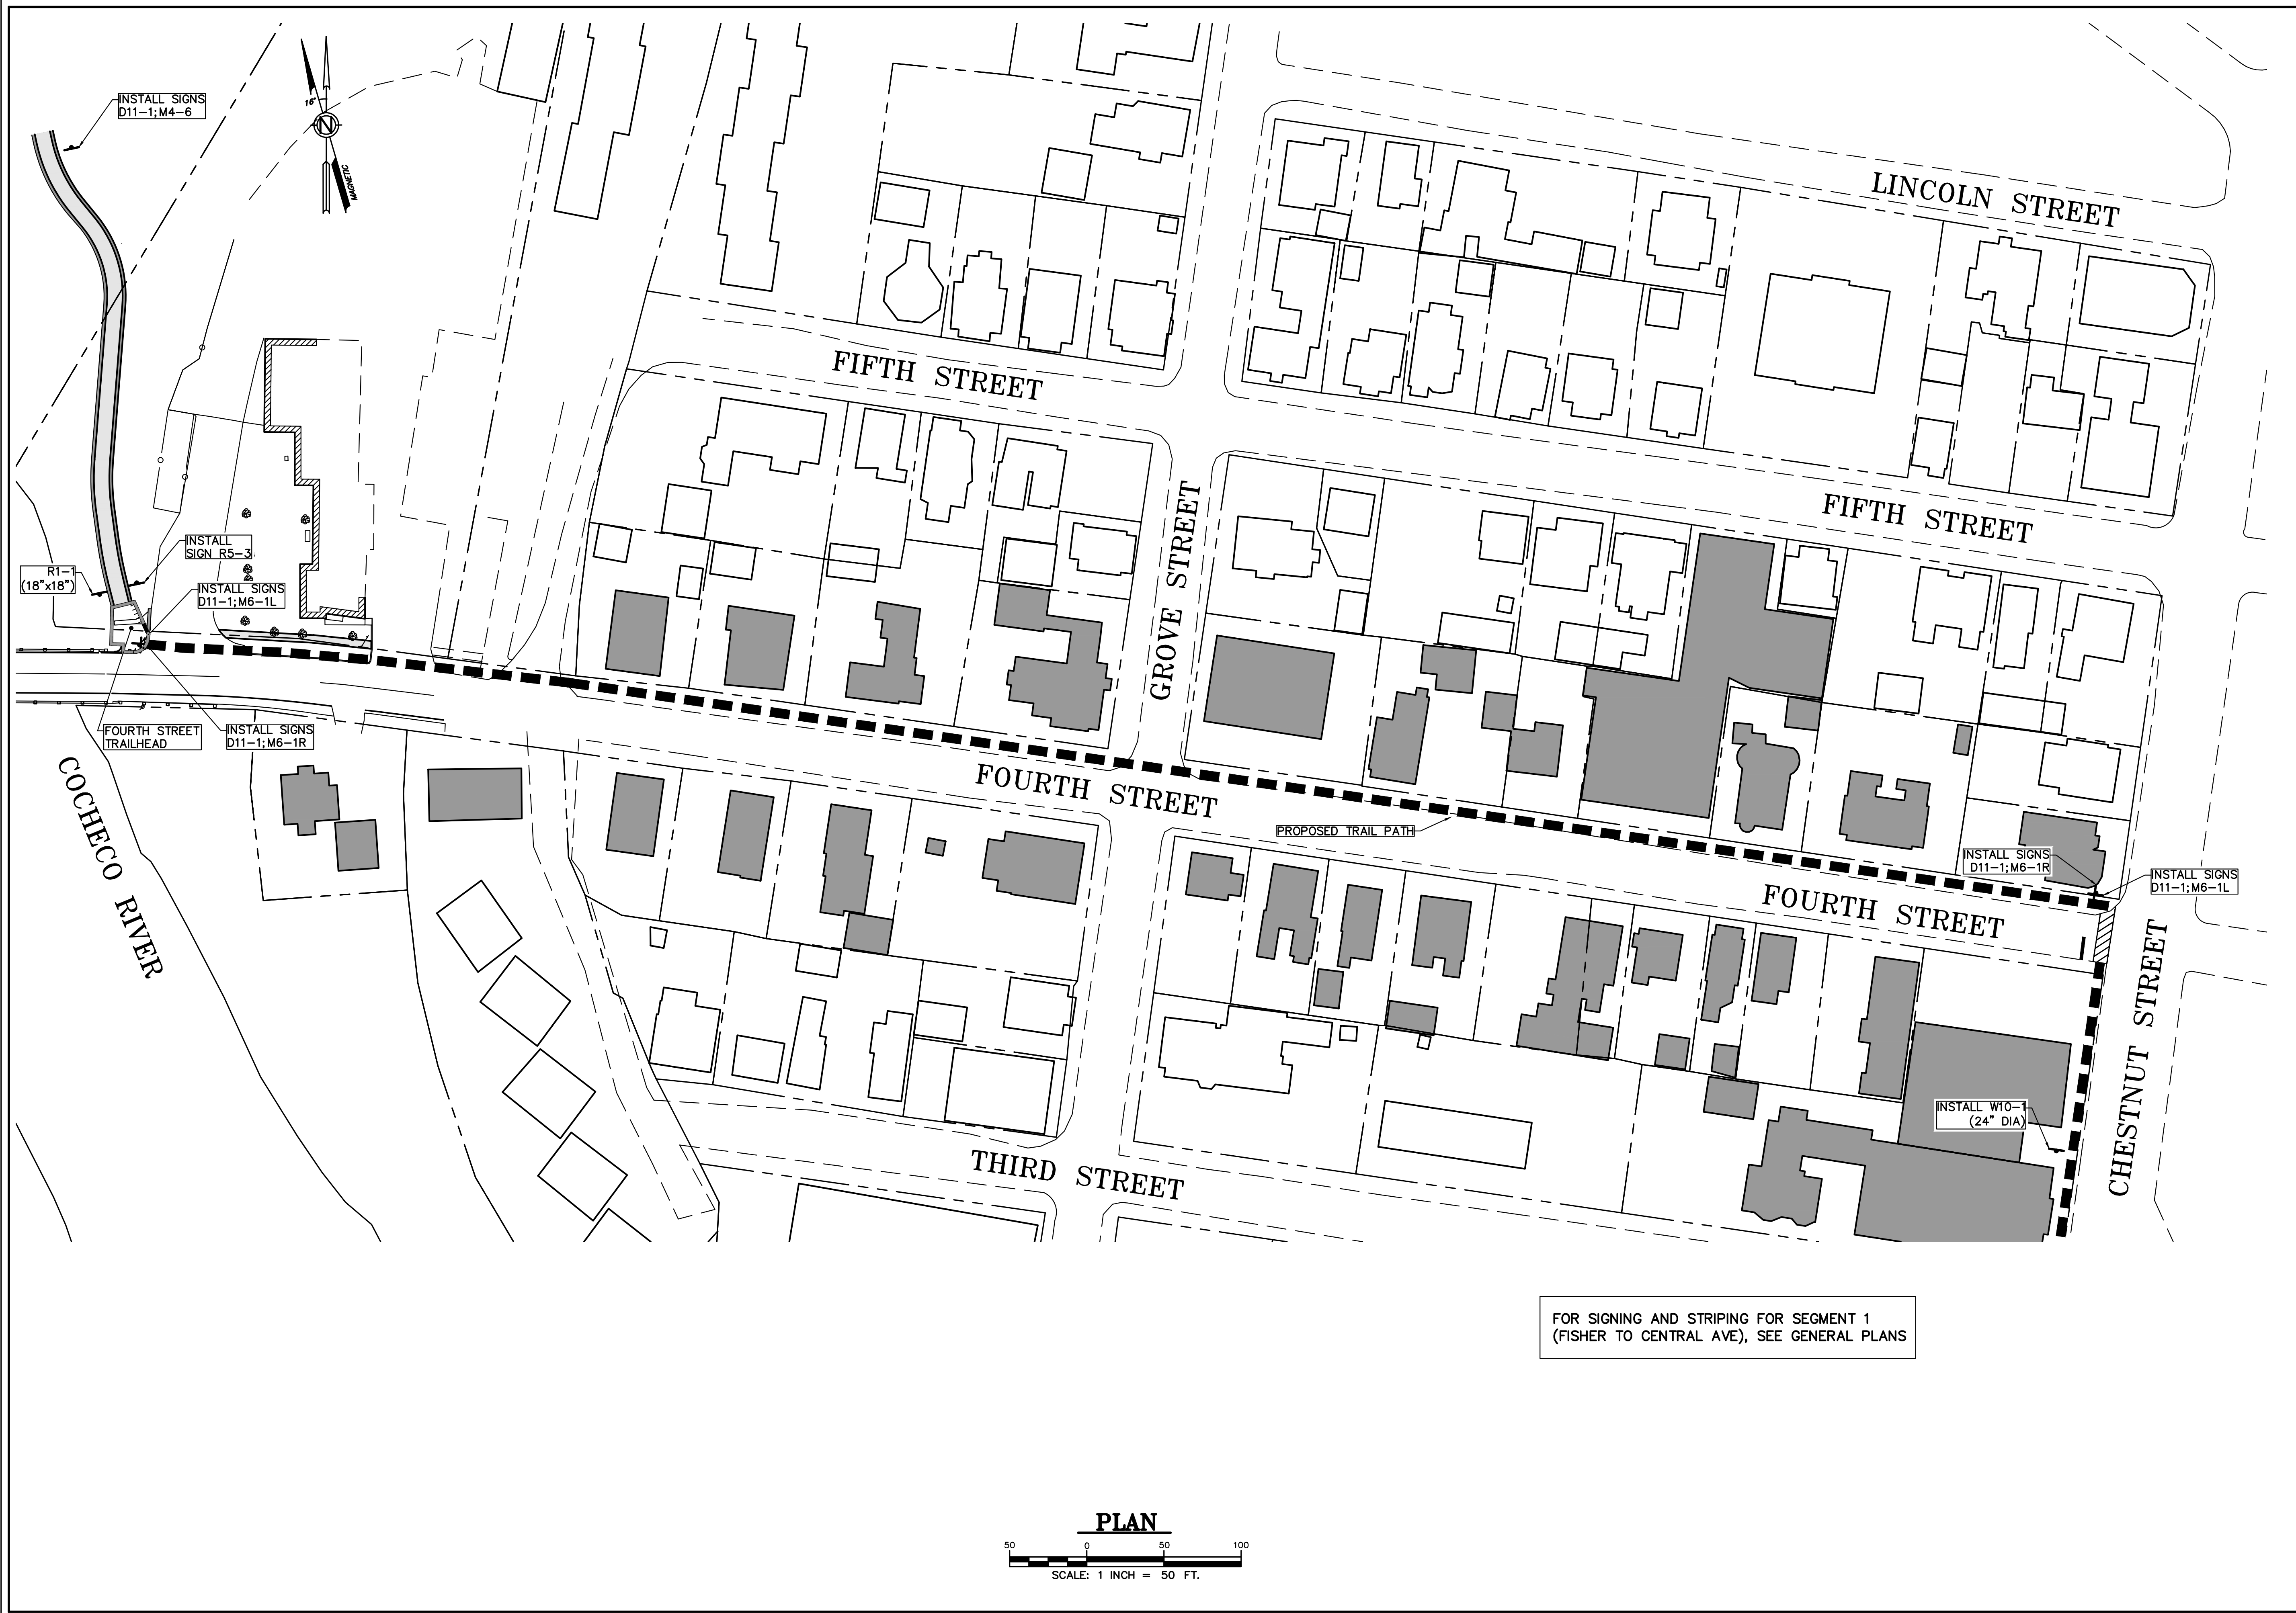 INSTALL SIGNS
D11-1;M4-6
16°
N
MAGNETIC
LINCOLN STREET
FIFTH STREET
FIFTH STREET
GROVE STREET
INSTALL
SIGN R5-3
R1-1
(18"x18")
INSTALL SIGNS
D11-1;M6-1L
FOURTH STREET
TRAILHEAD
INSTALL SIGNS
D11-1;M6-1R
COCHECO RIVER
FOURTH STREET
PROPOSED TRAIL PATH
INSTALL SIGNS
D11-1;M6-1R
INSTALL SIGNS
D11-1;M6-1L
FOURTH STREET
CHESTNUT STREET
INSTALL W10-1
(24" DIA)
THIRD STREET
FOR SIGNING AND STRIPING FOR SEGMENT 1
(FISHER TO CENTRAL AVE), SEE GENERAL PLANS
PLAN
50 0 50 100
SCALE: 1 INCH = 50 FT.